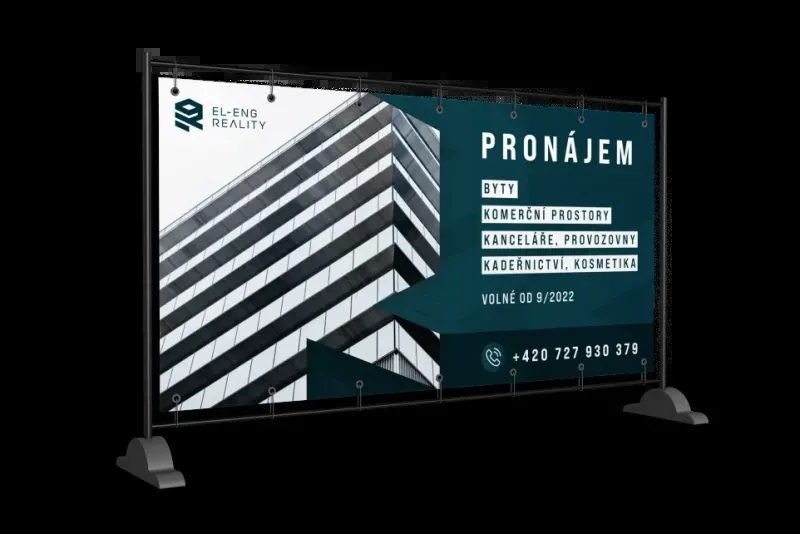 EL-ENG
REALITY
PRONÁJEM
BYTY
KOMERČNÍ PROSTORY
KANCELÁŘE, PROVOZOVNY
KADEŘNICTVÍ, KOSMETIKA
VOLNÉ OD 9/2022
+420 727 930 379